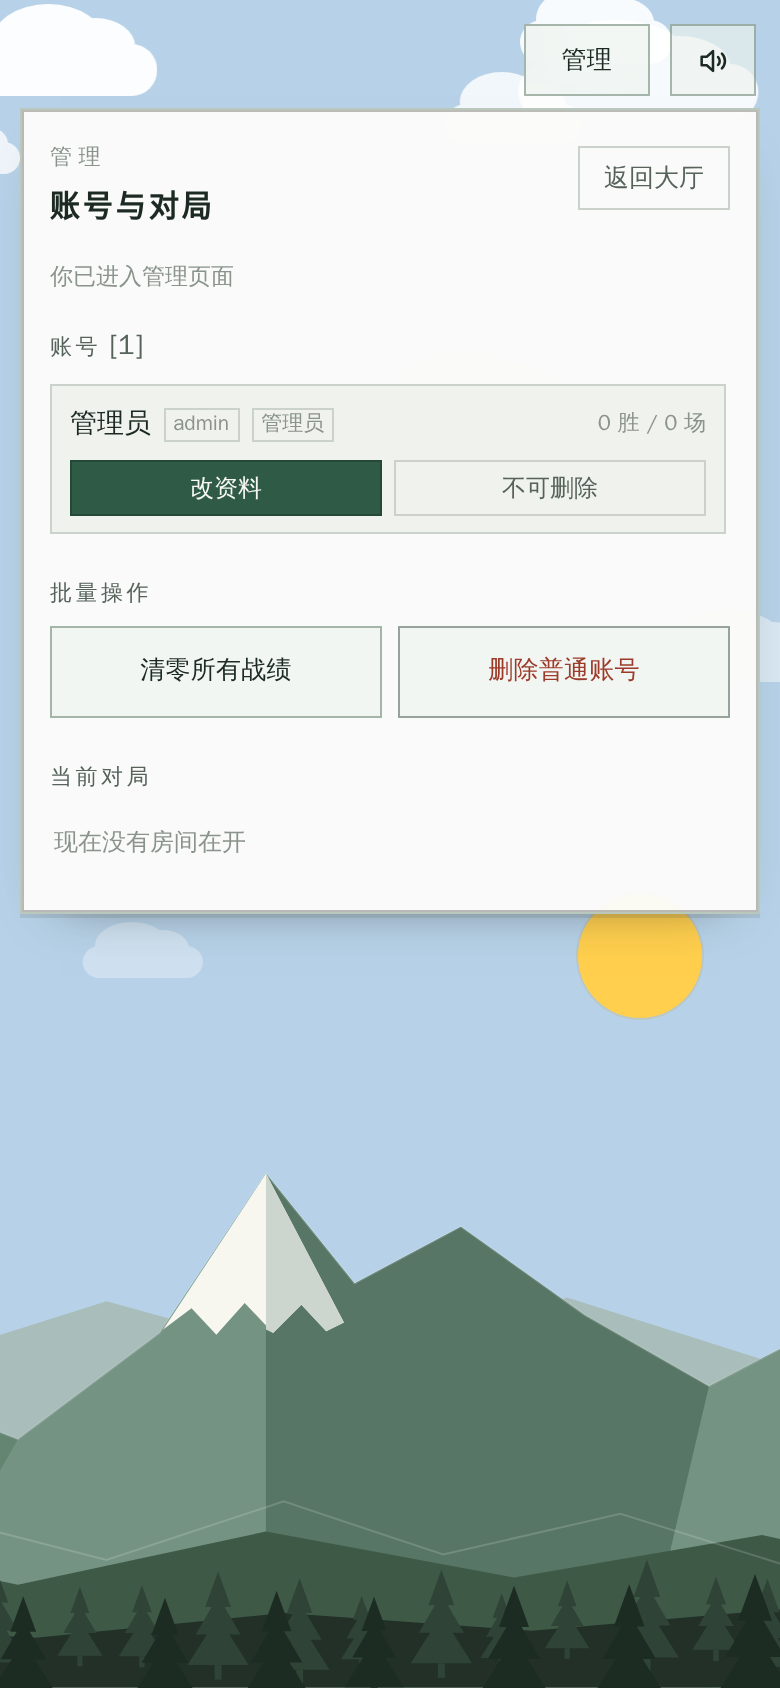 管理
管理
返回大厅
账号与对局
你已进入管理页面
账号 [1]
管理员 admin 管理员 0 胜 / 0 场
改资料 不可删除
批量操作
清零所有战绩 删除普通账号
当前对局
现在没有房间在开